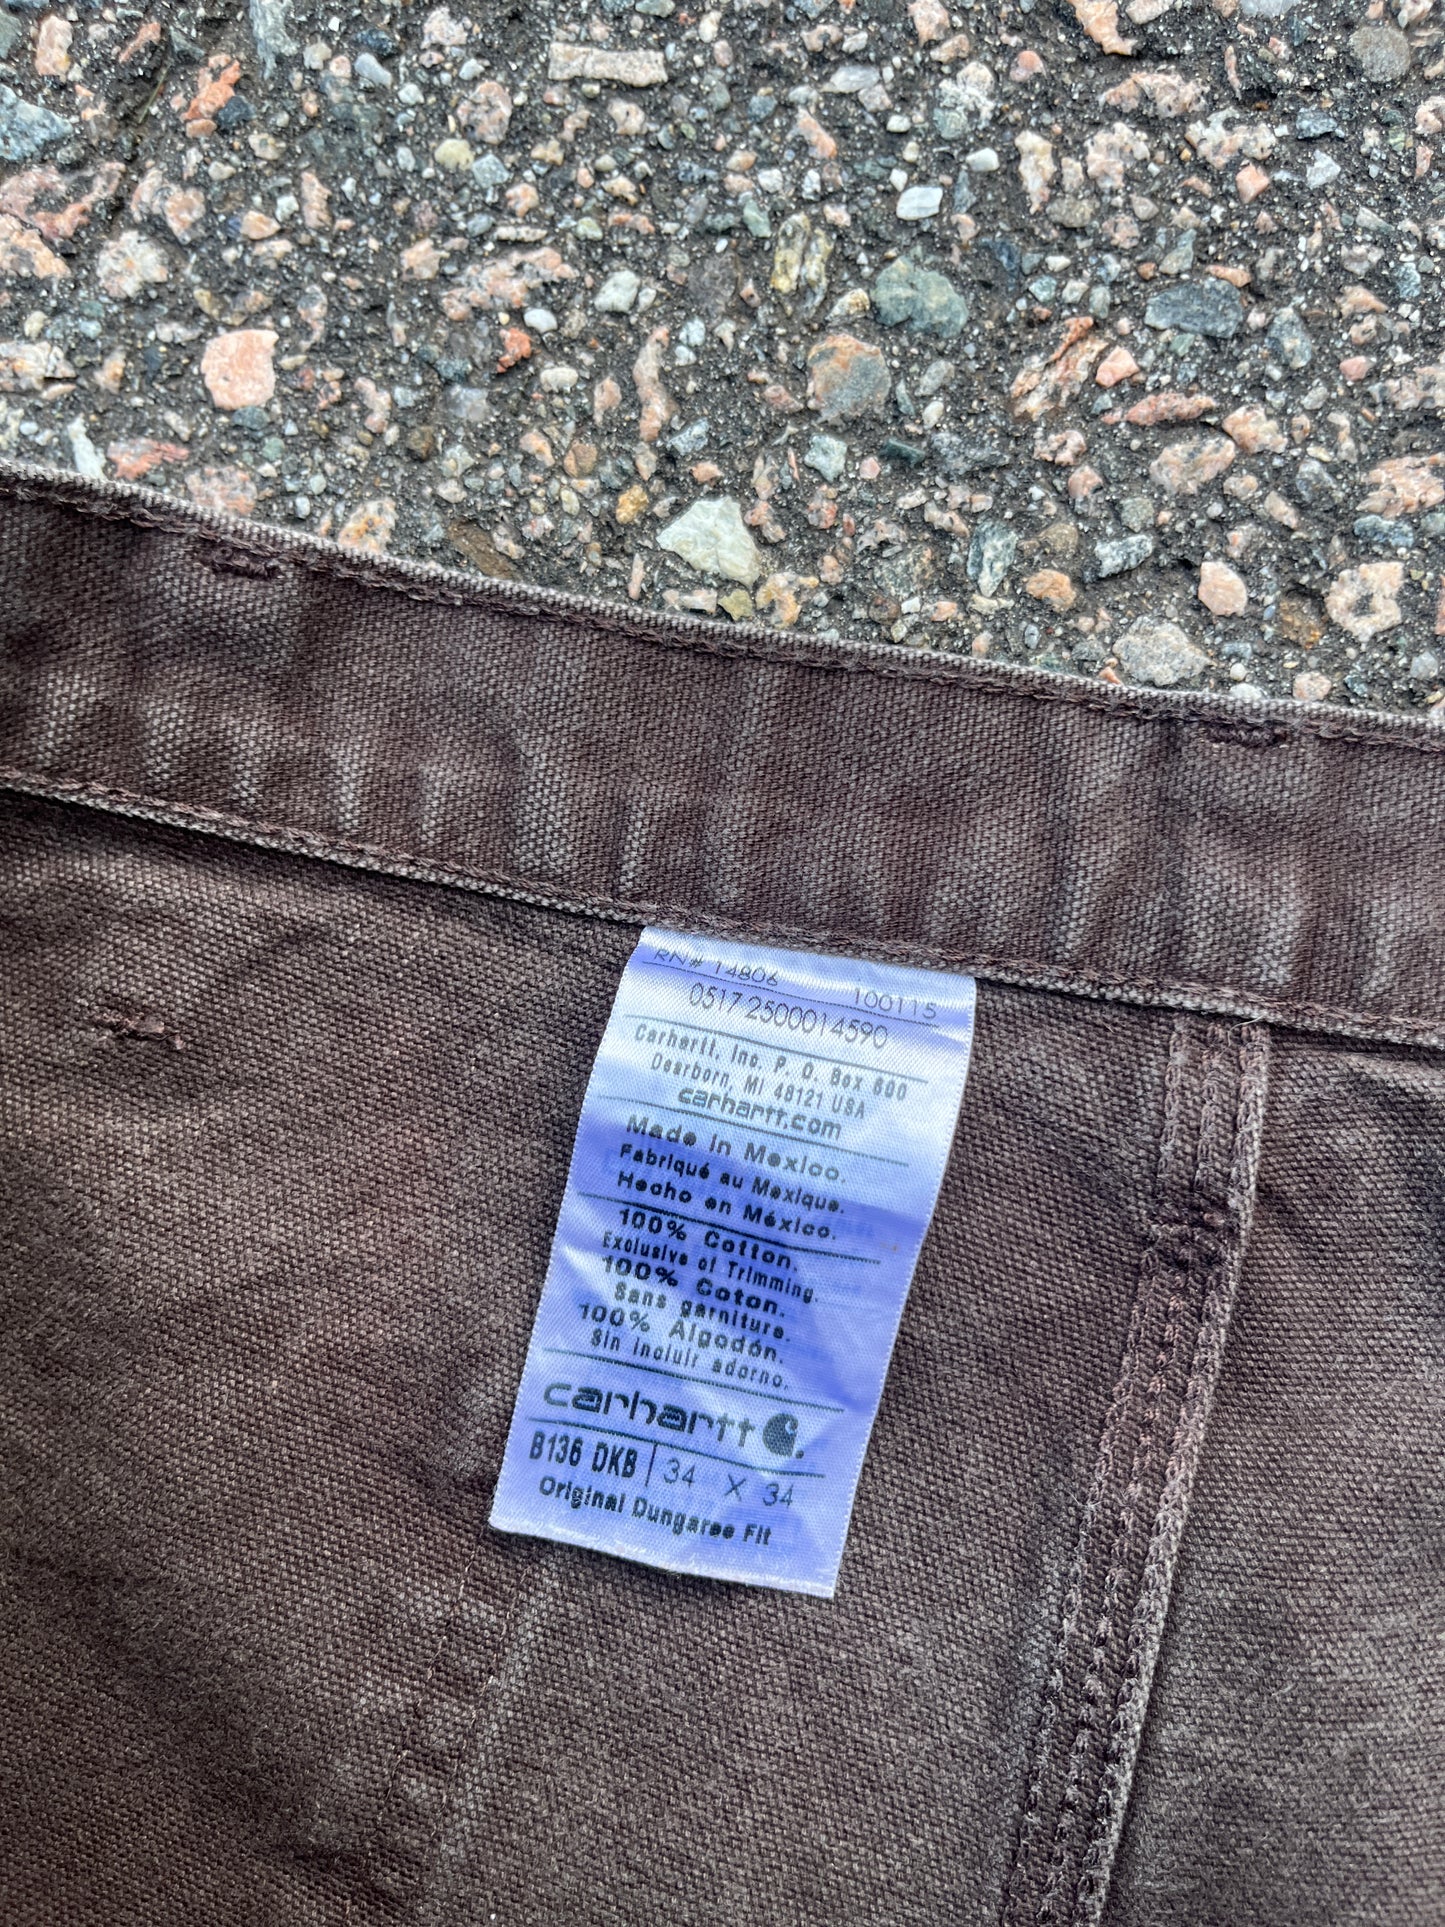 RN# 14806 100115
0517 2500014590
Carhartt, Inc. P. O. Box 600
Dearborn, MI 48121 USA
carhartt.com
Made In Mexico.
Fabriqué au Mexique.
Hecho en México.
100% Cotton.
Exclusive of Trimming.
100% Coton.
Sans garniture.
100% Algodón.
Sin incluir adorno.
carhartt
B136 DKB 34 X 34
Original Dungaree Fit